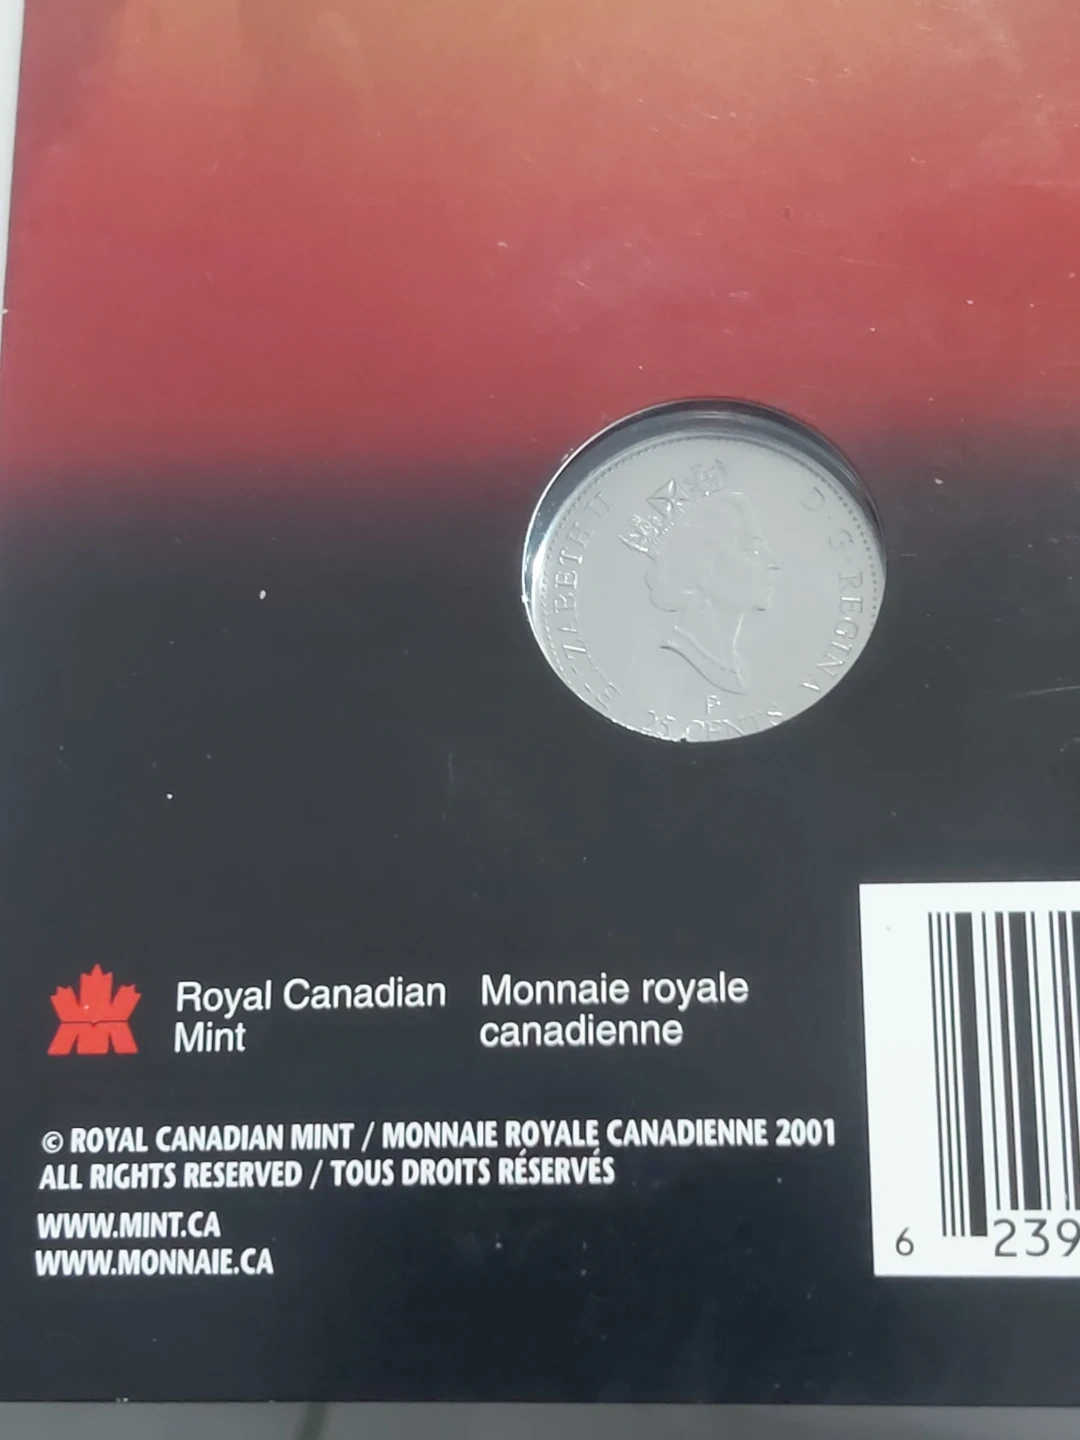 ELIZABETH II D·G·REGINA
P
25 CENTS
Royal Canadian Mint
Monnaie royale canadienne
© ROYAL CANADIAN MINT / MONNAIE ROYALE CANADIENNE 2001
ALL RIGHTS RESERVED / TOUS DROITS RÉSERVÉS
WWW.MINT.CA
WWW.MONNAIE.CA
6 239